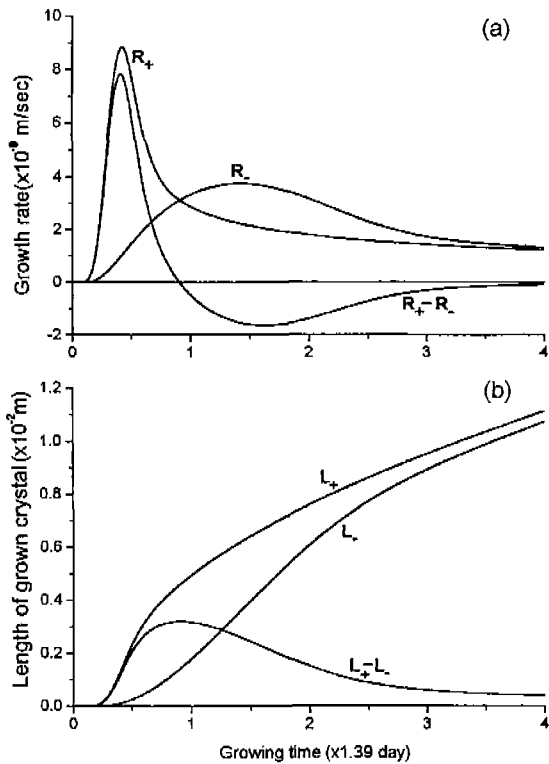 (a)
10
8
6
4
2
0
-2
Growth rate(x10⁻⁹ m/sec)
R₊
R₋
R₊-R₋
0 1 2 3 4
(b)
1.2
1.0
0.8
0.6
0.4
0.2
0.0
Length of grown crystal (x10⁻²m)
L₊
L₋
L₊-L₋
0 1 2 3 4
Growing time (x1.39 day)